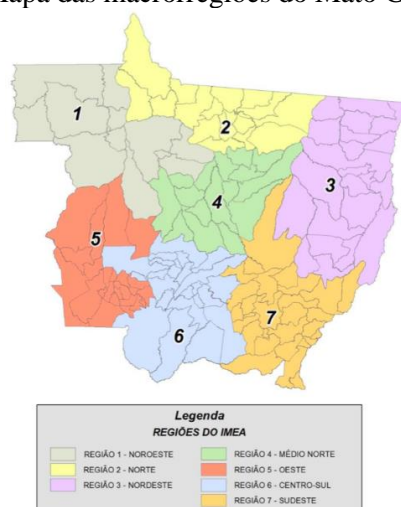 Mapa das macrorregiões do Mato G
1
2
3
4
5
6
7
Legenda
REGIÕES DO IMEA
REGIÃO 1 - NOROESTE
REGIÃO 2 - NORTE
REGIÃO 3 - NORDESTE
REGIÃO 4 - MÉDIO NORTE
REGIÃO 5 - OESTE
REGIÃO 6 - CENTRO-SUL
REGIÃO 7 - SUDESTE